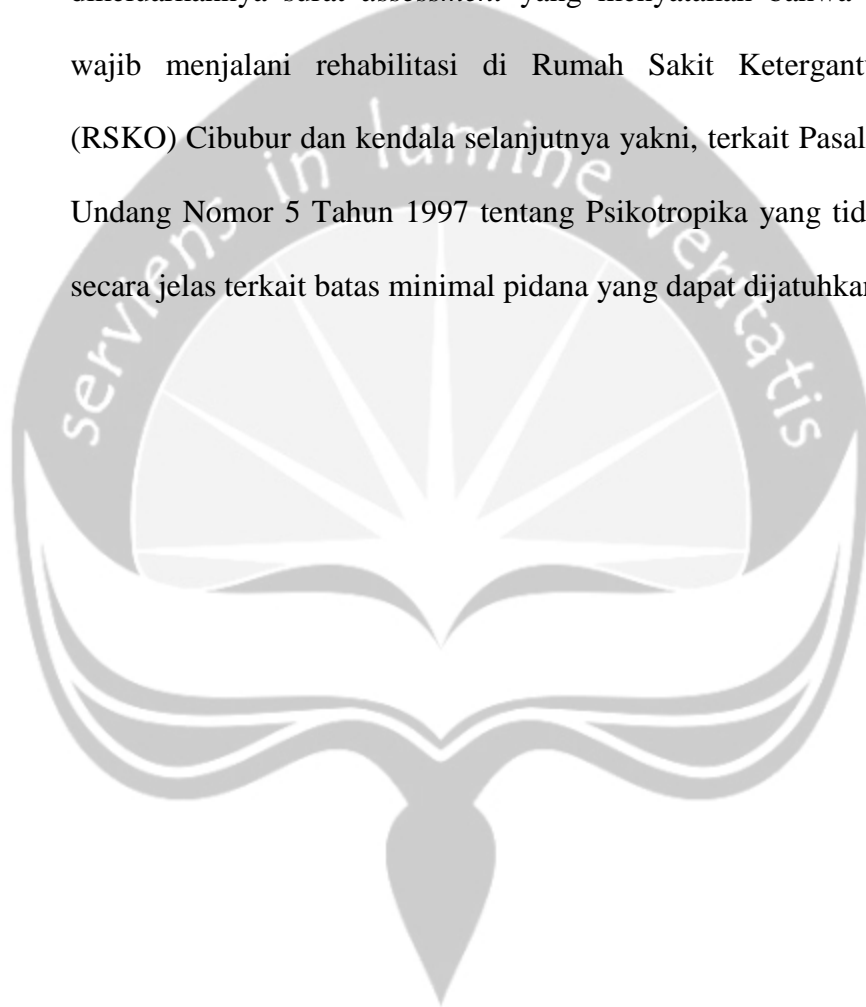 surat assessment yang menyatakan bahwa
wajib menjalani rehabilitasi di Rumah Sakit
(RSKO) Cibubur dan kendala selanjutnya yakni, terkait Pasal
Undang Nomor 5 Tahun 1997 tentang Psikotropika yang
secara jelas terkait batas minimal pidana yang dapat dijatuhkan
serviens in lumine veritatis